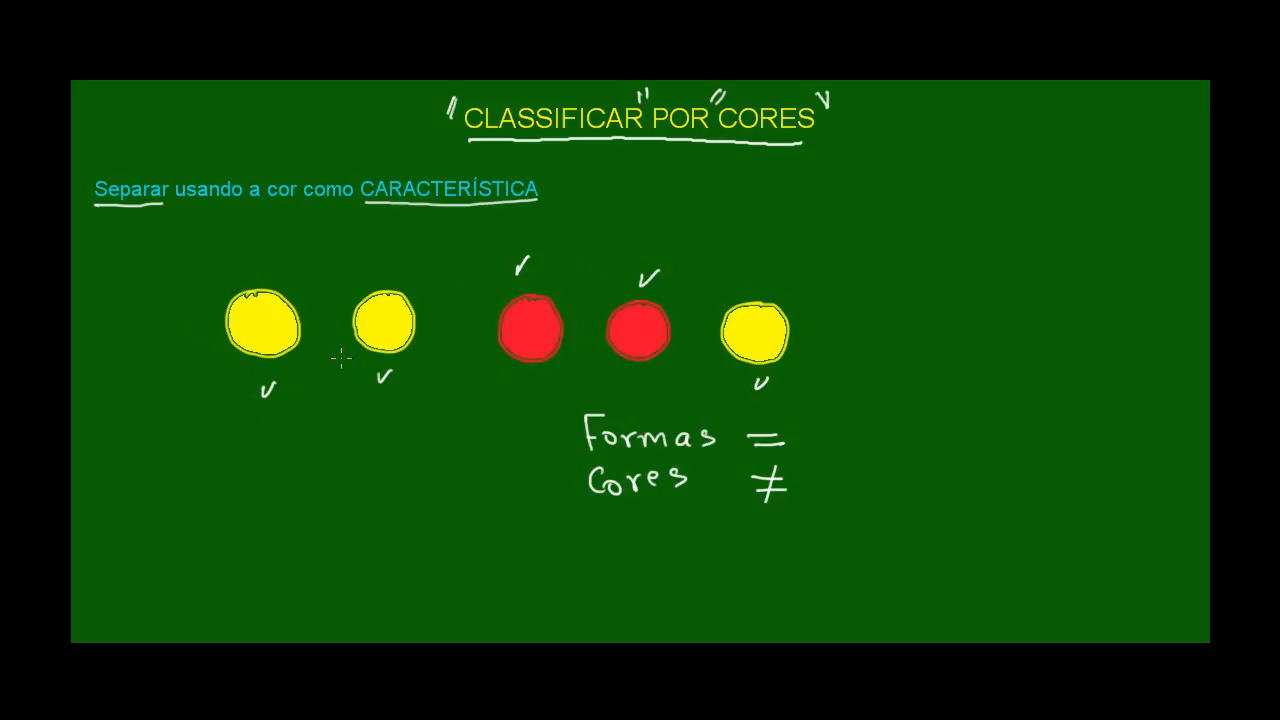 "CLASSIFICAR" POR "CORES"
Separar usando a cor como CARACTERÍSTICA
Formas =
Cores ≠